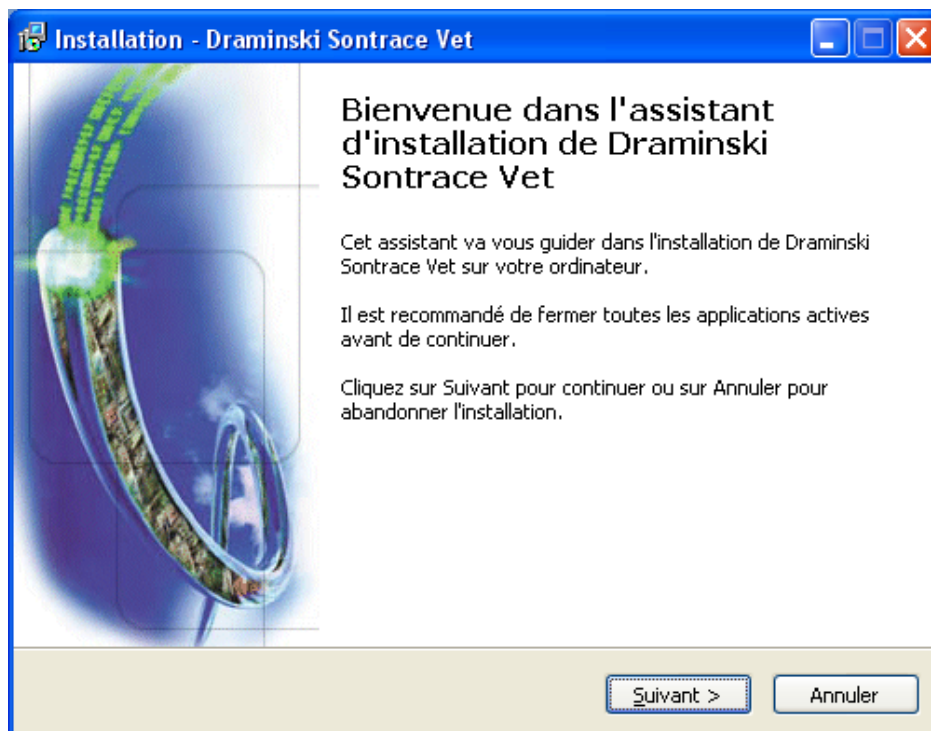 Installation - Draminski Sontrace Vet
Bienvenue dans l'assistant
d'installation de Draminski
Sontrace Vet
Cet assistant va vous guider dans l'installation de Draminski
Sontrace Vet sur votre ordinateur.
Il est recommandé de fermer toutes les applications actives
avant de continuer.
Cliquez sur Suivant pour continuer ou sur Annuler pour
abandonner l'installation.
Suivant >
Annuler